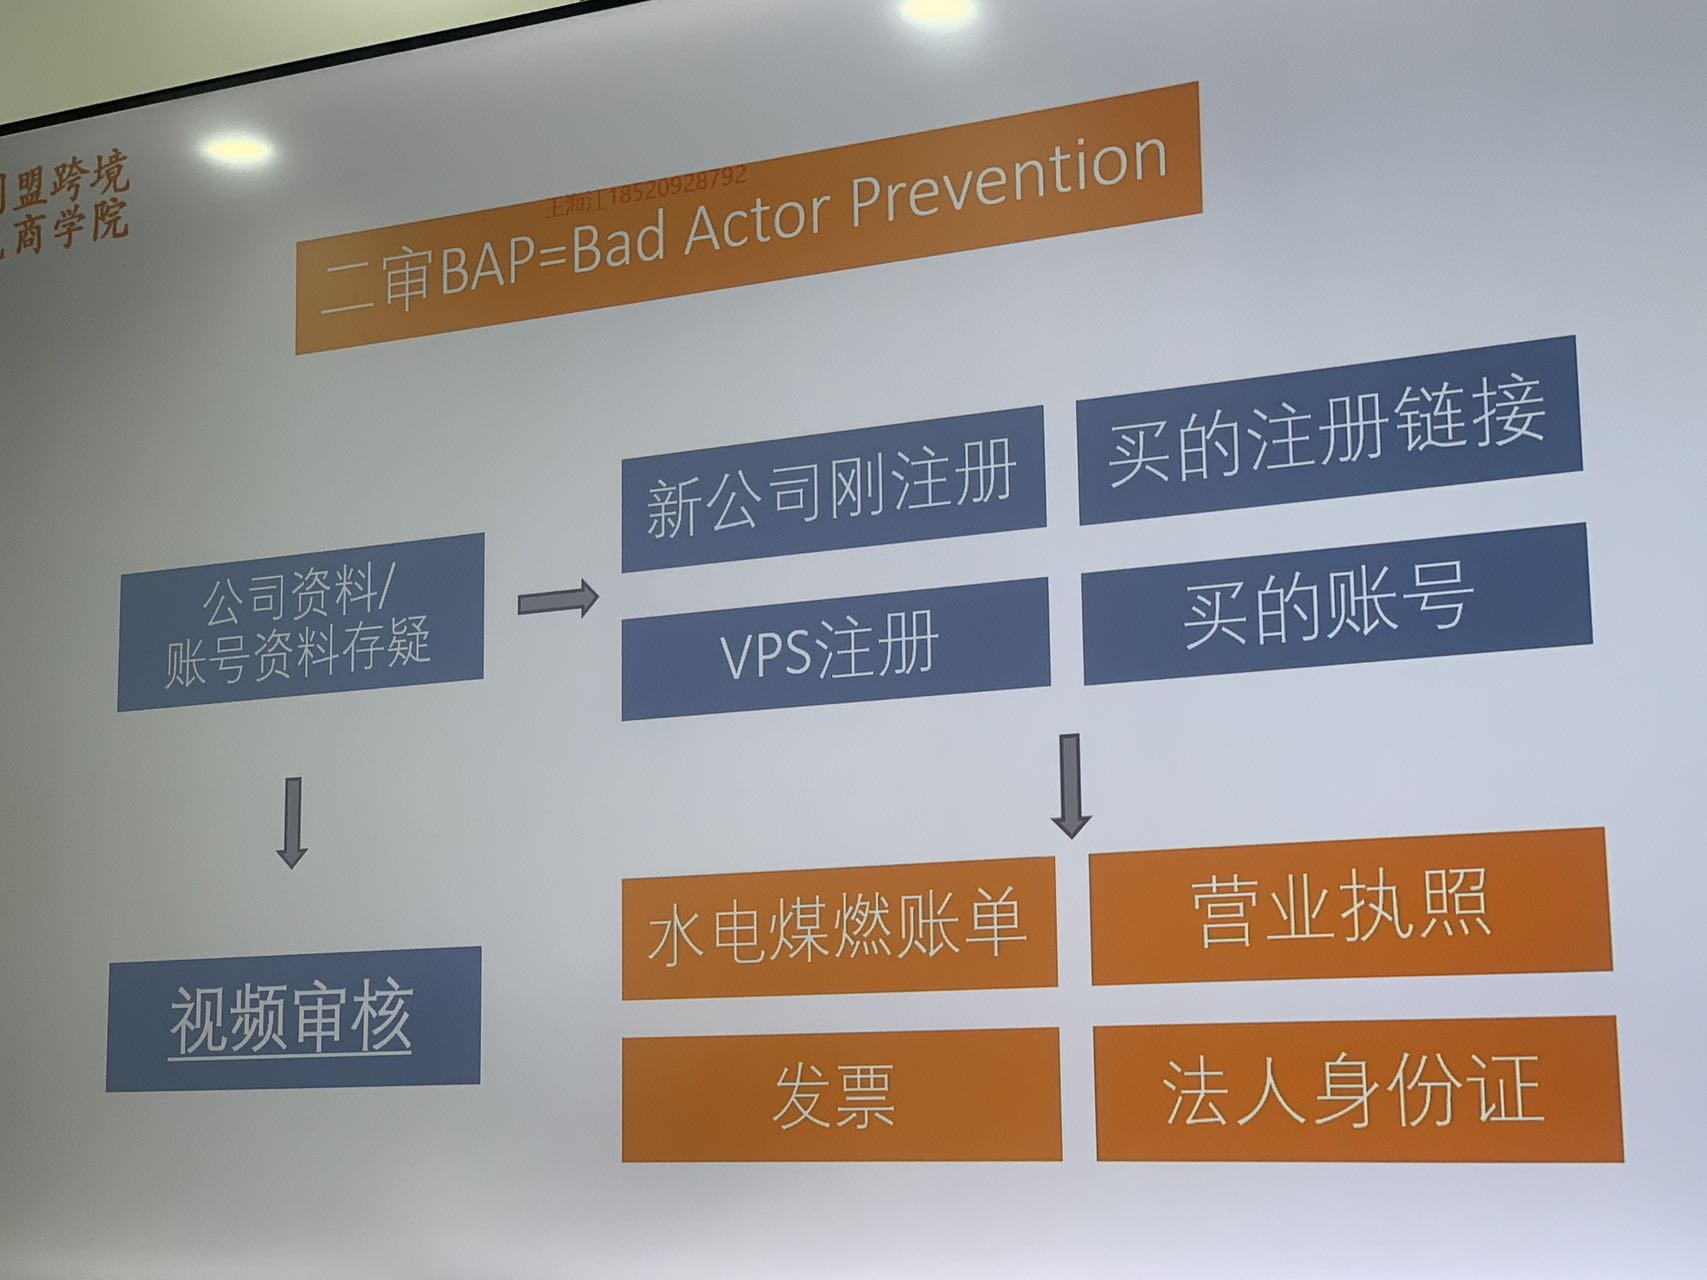 盟跨境
商学院
王海江18520928792
二审BAP=Bad Actor Prevention
公司资料/
账号资料存疑
新公司刚注册
买的注册链接
VPS注册
买的账号
视频审核
水电煤燃账单
营业执照
发票
法人身份证